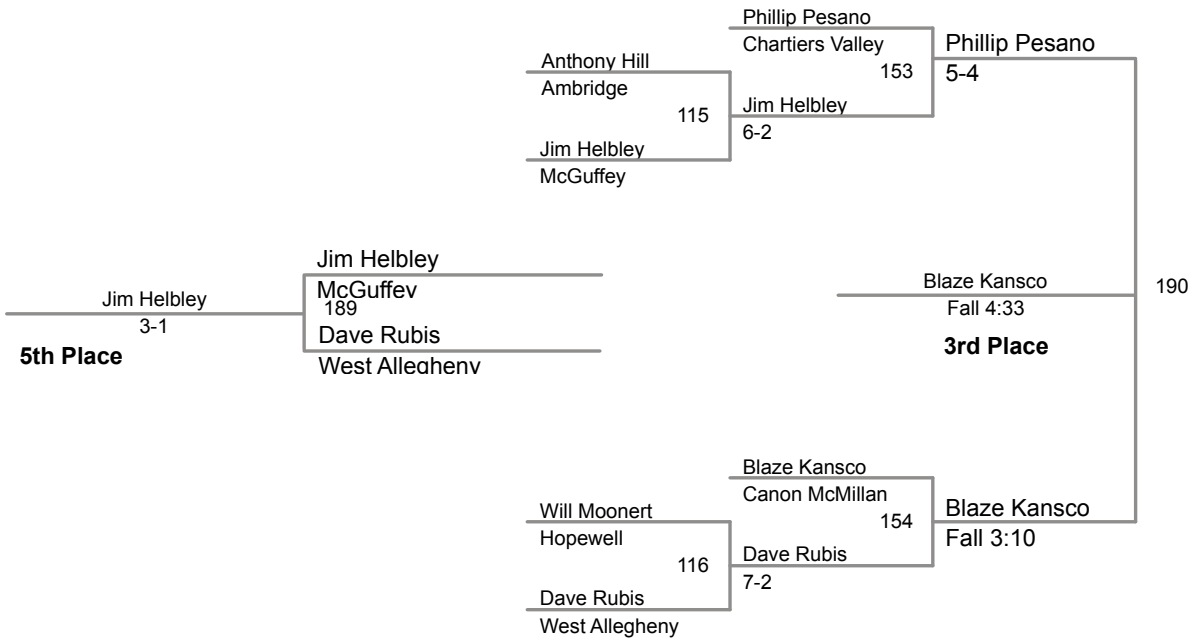 Phillip Pesano
Chartiers Valley
153
Phillip Pesano
5-4
Anthony Hill
Ambridge
115
Jim Helbley
6-2
Jim Helbley
McGuffey
Jim Helbley
McGuffey
189
Jim Helbley
3-1
5th Place
Dave Rubis
West Allegheny
Blaze Kansco
Fall 4:33
190
3rd Place
Blaze Kansco
Canon McMillan
154
Blaze Kansco
Fall 3:10
Will Moonert
Hopewell
116
Dave Rubis
7-2
Dave Rubis
West Allegheny